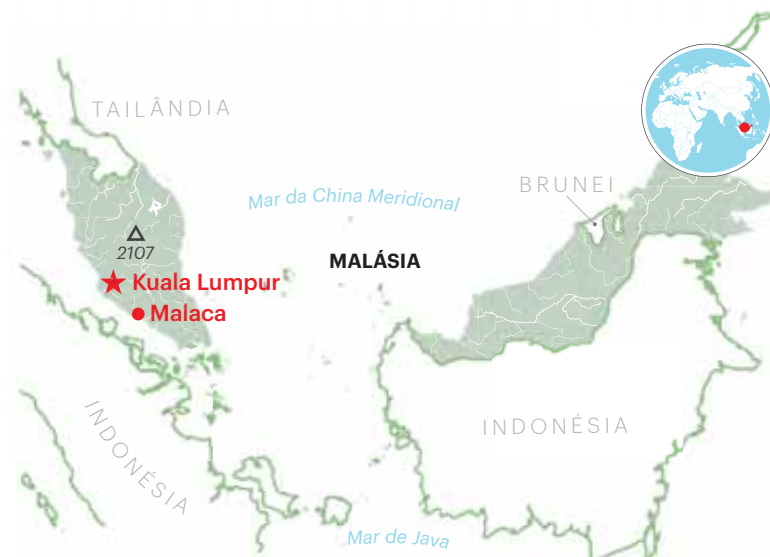 TAILÂNDIA
BRUNEI
Mar da China Meridional
2107
MALÁSIA
Kuala Lumpur
Malaca
INDONÉSIA
INDONÉSIA
Mar de Java